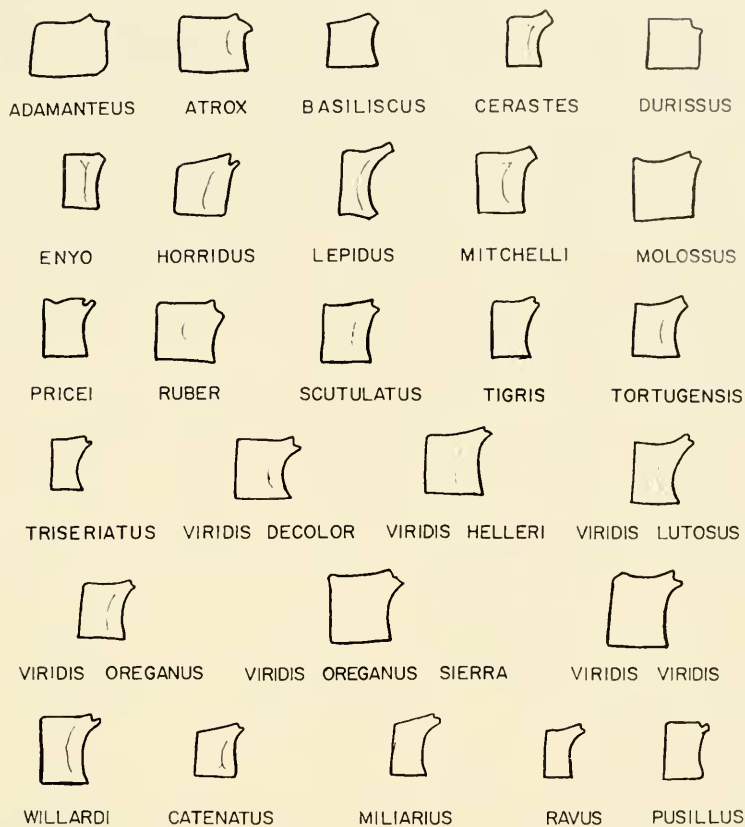 ADAMANTEUS ATROX BASILISCUS CERASTES DURISSUS
ENYO HORRIDUS LEPIDUS MITCHELLI MOLOSSUS
PRICEI RUBER SCUTULATUS TIGRIS TORTUGENSIS
TRISERIATUS VIRIDIS DECOLOR VIRIDIS HELLERI VIRIDIS LUTOSUS
VIRIDIS OREGANUS VIRIDIS OREGANUS SIERRA VIRIDIS VIRIDIS
WILLARDI CATENATUS MILIARIUS RAVUS PUSILLUS